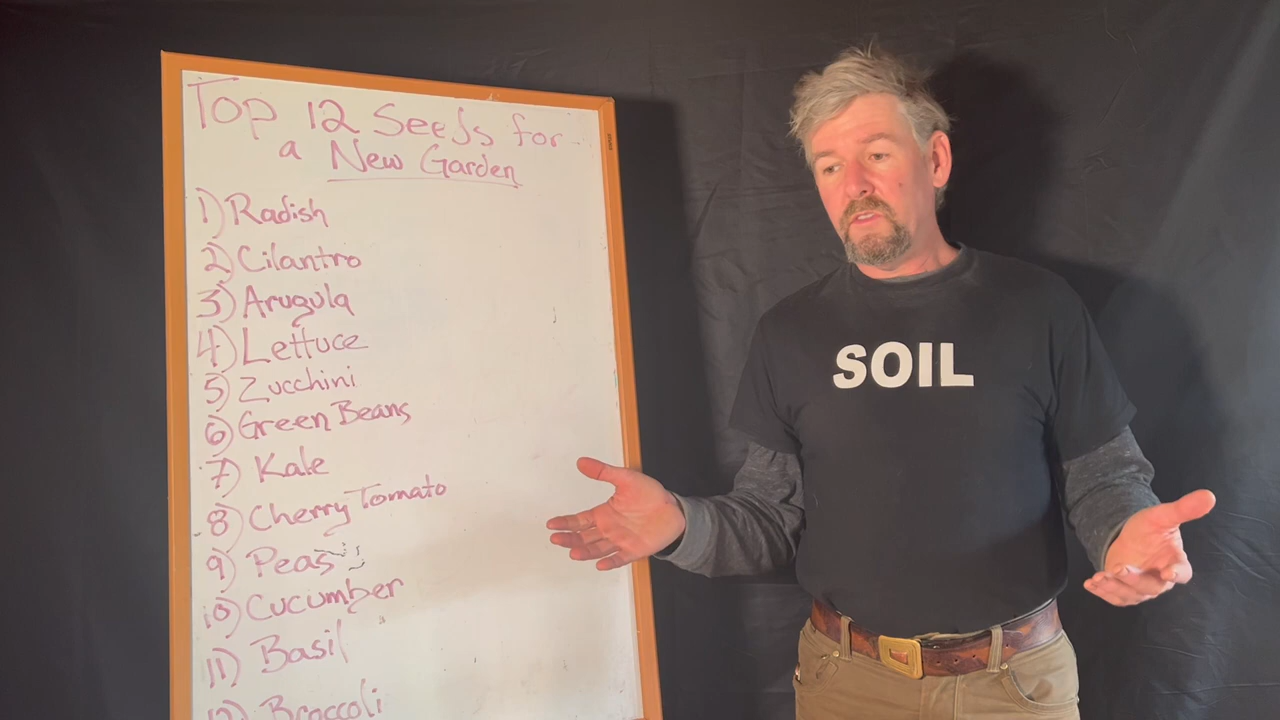 Top 12 Seeds for
a New Garden
1) Radish
2) Cilantro
3) Arugula
4) Lettuce
5) Zucchini
6) Green Beans
7) Kale
8) Cherry Tomato
9) Peas
10) Cucumber
11) Basil
12) Broccoli
SOIL